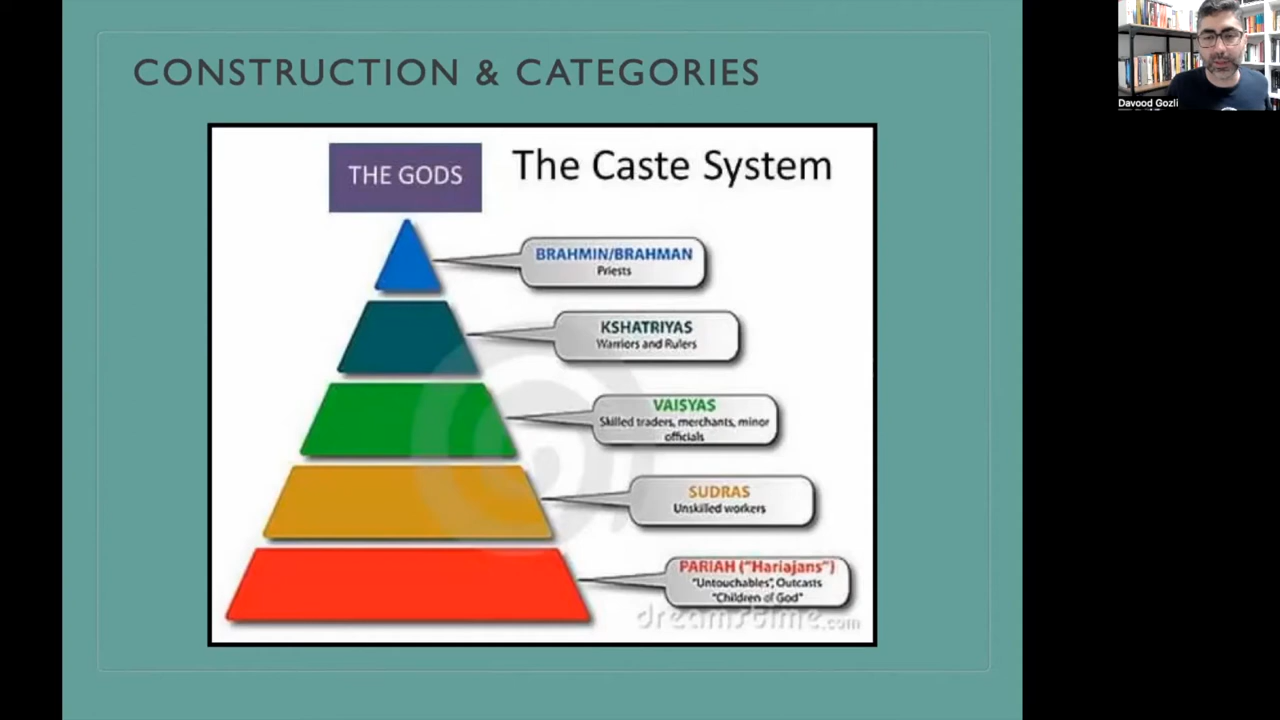 CONSTRUCTION & CATEGORIES
THE GODS
The Caste System
BRAHMIN/BRAHMAN
Priests
KSHATRIYAS
Warriors and Rulers
VAISYAS
Skilled traders, merchants, minor
officials
SUDRAS
Unskilled workers
PARIAH ("Hariajans")
"Untouchables", Outcasts
"Children of God"
dreamstime.com
Davood Gozli